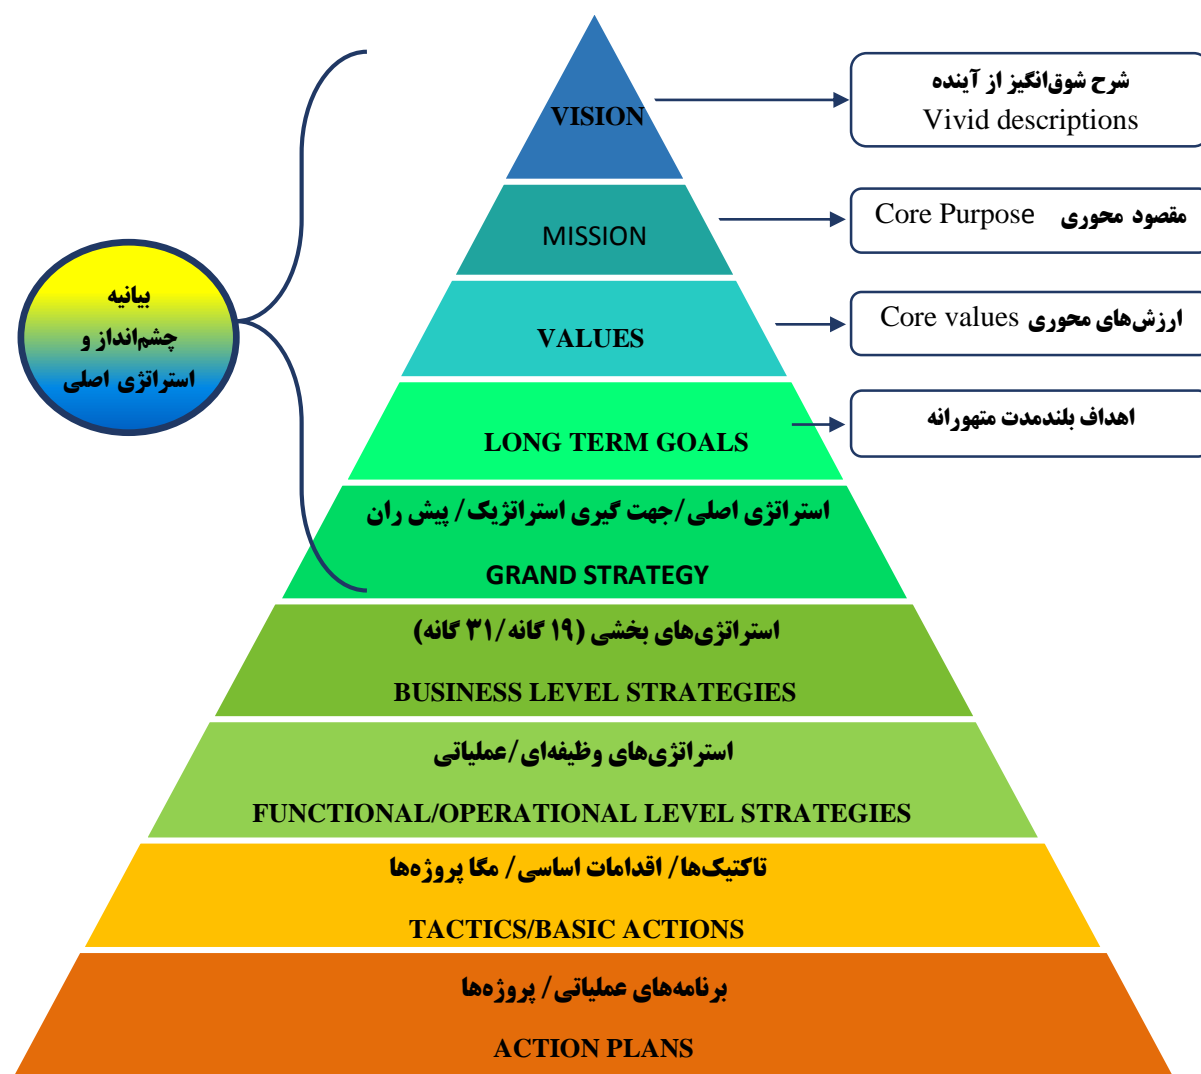 VISION
شرح شوق‌انگیز از آینده
Vivid descriptions
MISSION
Core Purpose مقصود محوری
VALUES
ارزش‌های محوری Core values
بیانیه
چشم‌انداز و
استراتژی اصلی
LONG TERM GOALS
اهداف بلندمدت متهورانه
استراتژی اصلی/جهت گیری استراتژیک/ پیش ران
GRAND STRATEGY
استراتژی‌های بخشی (۱۹ گانه/۳۱ گانه)
BUSINESS LEVEL STRATEGIES
استراتژی‌های وظیفه‌ای/عملیاتی
FUNCTIONAL/OPERATIONAL LEVEL STRATEGIES
تاکتیک‌ها/ اقدامات اساسی/ مگا پروژه‌ها
TACTICS/BASIC ACTIONS
برنامه‌های عملیاتی/ پروژه‌ها
ACTION PLANS